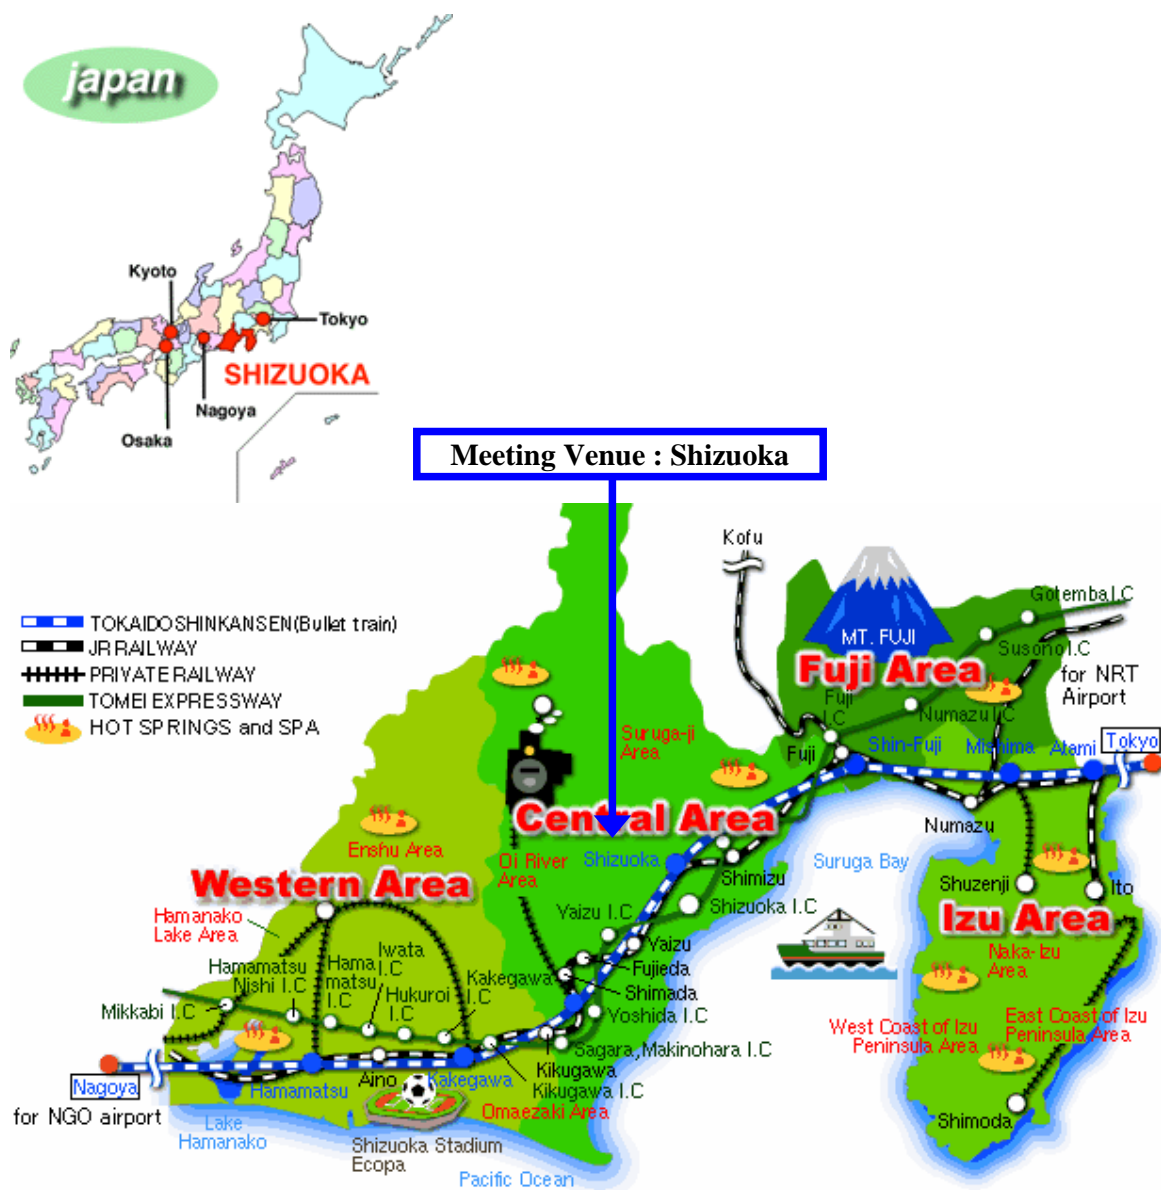 japan
Kyoto
Tokyo
SHIZUOKA
Nagoya
Osaka
Meeting Venue : Shizuoka
Kofu
Gotemba I.C
TOKAIDOSHINKANSEN(Bullet train)
JR RAILWAY
PRIVATE RAILWAY
TOMEI EXPRESSWAY
HOT SPRINGS and SPA
MT. FUJI
Susono I.C
Fuji Area
for NRT
Airport
Fuji
I.C
Numazu I.C
Suruga-ji
Area
Fuji
Shin-Fuji
Mishima
Atami
Tokyo
Central Area
Numazu
Enshu Area
Oi River
Area
Shizuoka
Shimizu
Suruga Bay
Shuzenji
Ito
Western Area
Izu Area
Hamanako
Lake Area
Yaizu I.C
Shizuoka I.C
Yaizu
Fujieda
Shimada
Yoshida I.C
Naka-Izu
Area
Hamamatsu
Nishi I.C
Hama
matsu
I.C
Iwata
I.C
Hukuroi
I.C
Kakegawa
I.C
Mikkabi I.C
West Coast of Izu
Peninsula Area
East Coast of Izu
Peninsula Area
Sagara,Makinohara I.C
Kikugawa
Kikugawa I.C
Nagoya
Hamamatsu
Aino
Kakegawa
Omaezaki Area
for NGO airport
Lake
Hamanako
Shizuoka Stadium
Ecopa
Shimoda
Pacific Ocean